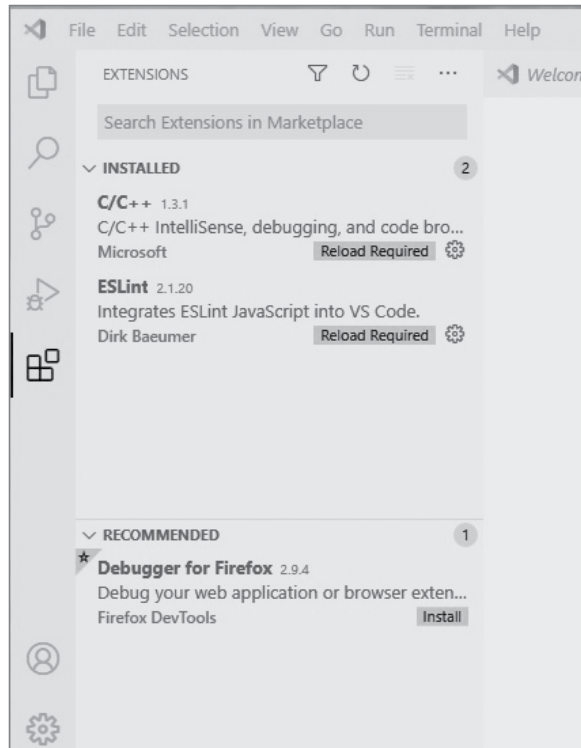 File Edit Selection View Go Run Terminal Help
EXTENSIONS
Welcon
Search Extensions in Marketplace
INSTALLED 2
C/C++ 1.3.1
C/C++ IntelliSense, debugging, and code bro...
Microsoft Reload Required
ESLint 2.1.20
Integrates ESLint JavaScript into VS Code.
Dirk Baeumer Reload Required
RECOMMENDED 1
Debugger for Firefox 2.9.4
Debug your web application or browser exten...
Firefox DevTools Install